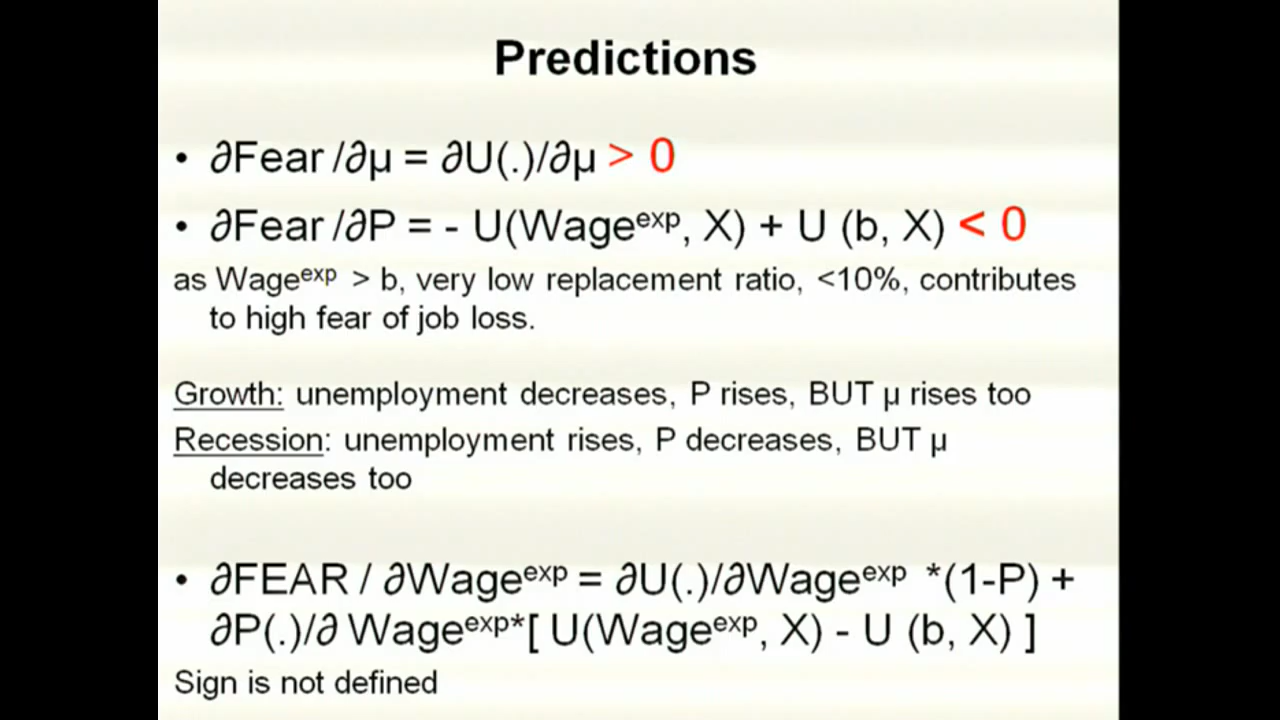 Predictions
• ∂Fear /∂µ = ∂U(.)/∂µ > 0
• ∂Fear /∂P = - U(Wage^exp, X) + U (b, X) < 0
as Wage^exp > b, very low replacement ratio, <10%, contributes
to high fear of job loss.
Growth: unemployment decreases, P rises, BUT µ rises too
Recession: unemployment rises, P decreases, BUT µ
decreases too
• ∂FEAR / ∂Wage^exp = ∂U(.)/∂Wage^exp *(1-P) +
∂P(.)/∂ Wage^exp*[ U(Wage^exp, X) - U (b, X) ]
Sign is not defined